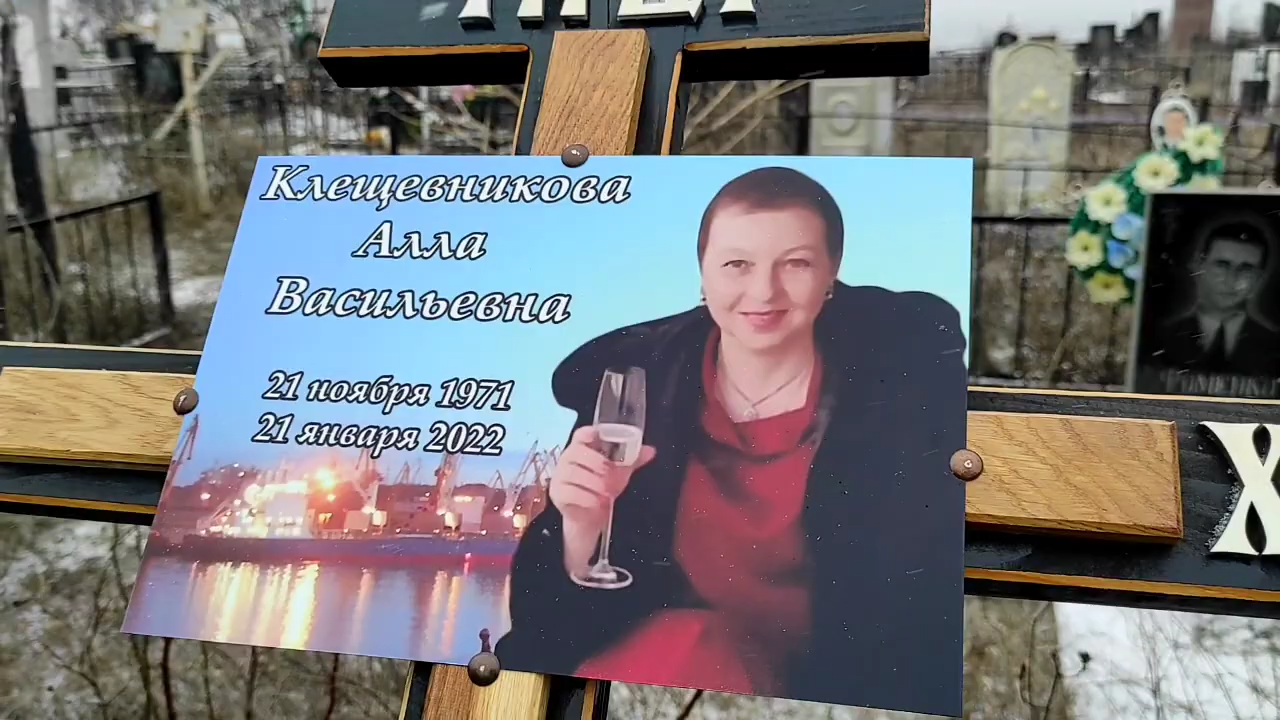 Клещевникова
Алла
Васильевна
21 ноября 1971
21 января 2022
Х